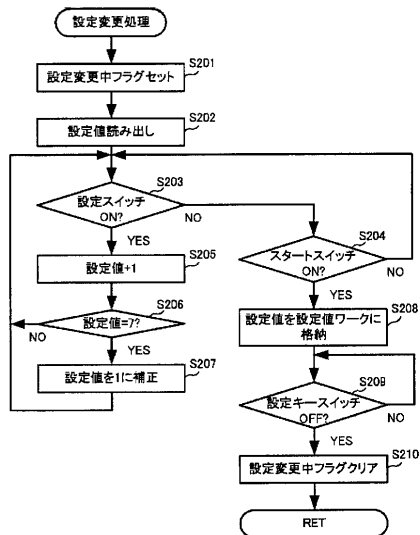 設定変更処理
S201
設定変更中フラグセット
S202
設定値読み出し
S203
設定スイッチ
ON?
NO
YES
S204
スタートスイッチ
ON?
NO
YES
S205
設定値+1
S206
設定値=7?
NO
YES
S207
設定値を1に補正
S208
設定値を設定値ワークに
格納
S209
設定キースイッチ
OFF?
NO
YES
S210
設定変更中フラグクリア
RET